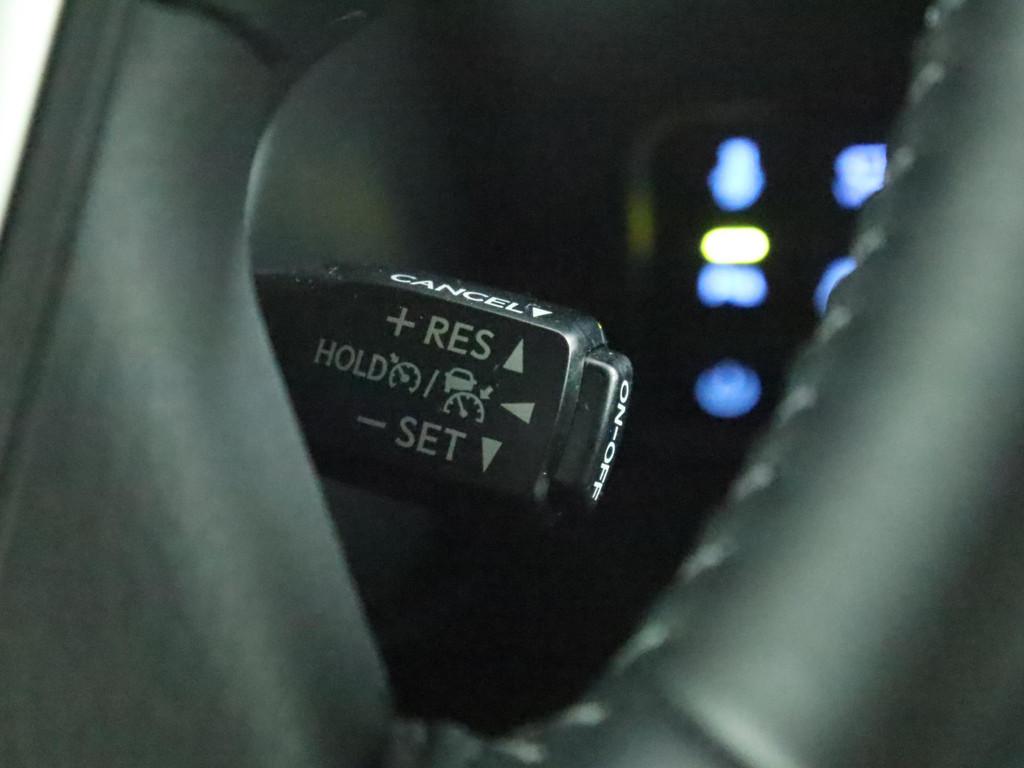 CANCEL▼
+ RES ▲
HOLD / ◀
− SET ▼
ON-OFF